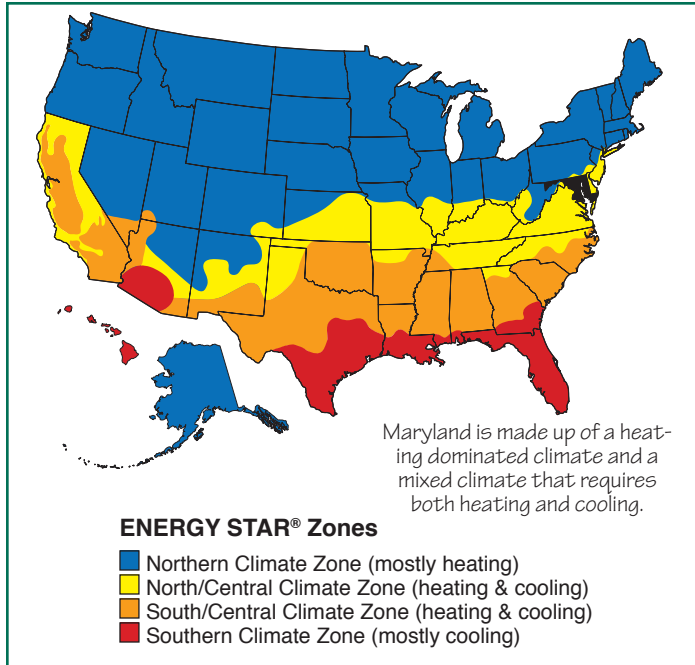 Maryland is made up of a heat-
ing dominated climate and a
mixed climate that requires
both heating and cooling.
ENERGY STAR® Zones
Northern Climate Zone (mostly heating)
North/Central Climate Zone (heating & cooling)
South/Central Climate Zone (heating & cooling)
Southern Climate Zone (mostly cooling)